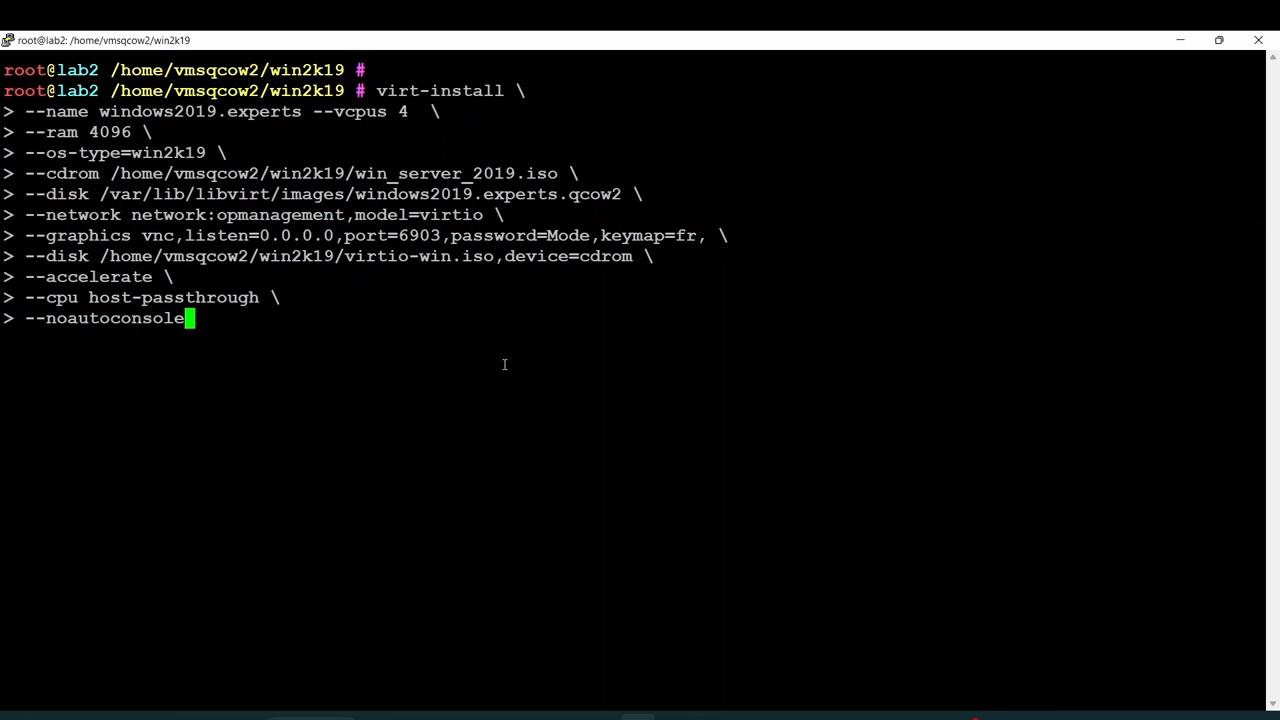 root@lab2: /home/vmsqcow2/win2k19
root@lab2 /home/vmsqcow2/win2k19 #
root@lab2 /home/vmsqcow2/win2k19 # virt-install \
> --name windows2019.experts --vcpus 4  \
> --ram 4096 \
> --os-type=win2k19 \
> --cdrom /home/vmsqcow2/win2k19/win_server_2019.iso \
> --disk /var/lib/libvirt/images/windows2019.experts.qcow2 \
> --network network:opmanagement,model=virtio \
> --graphics vnc,listen=0.0.0.0,port=6903,password=Mode,keymap=fr, \
> --disk /home/vmsqcow2/win2k19/virtio-win.iso,device=cdrom \
> --accelerate \
> --cpu host-passthrough \
> --noautoconsole